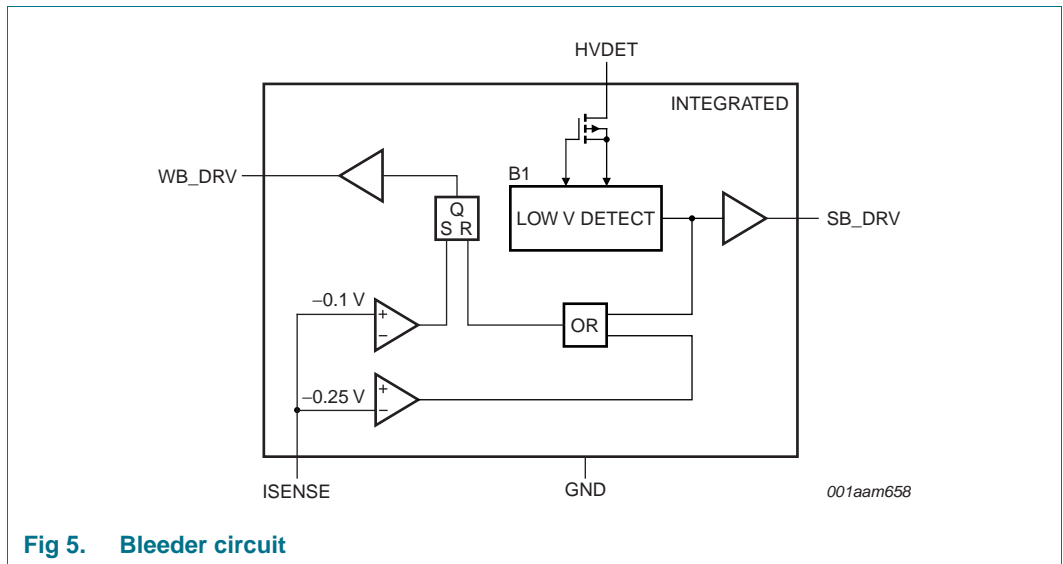 HVDET
INTEGRATED
WB_DRV
B1
Q
S R
LOW V DETECT
SB_DRV
−0.1 V
+
−
OR
−0.25 V
+
−
ISENSE
GND
001aam658
Fig 5. Bleeder circuit